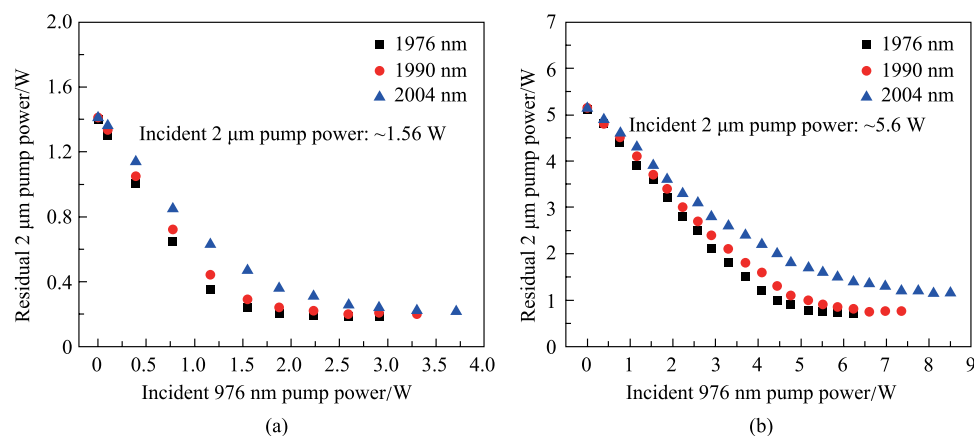 2.0
1.6
1.2
0.8
0.4
0
Residual 2 μm pump power/W
1976 nm
1990 nm
2004 nm
Incident 2 μm pump power: ~1.56 W
0 0.5 1.0 1.5 2.0 2.5 3.0 3.5 4.0
Incident 976 nm pump power/W
(a)
7
6
5
4
3
2
1
0
Residual 2 μm pump power/W
1976 nm
1990 nm
2004 nm
Incident 2 μm pump power: ~5.6 W
0 1 2 3 4 5 6 7 8 9
Incident 976 nm pump power/W
(b)